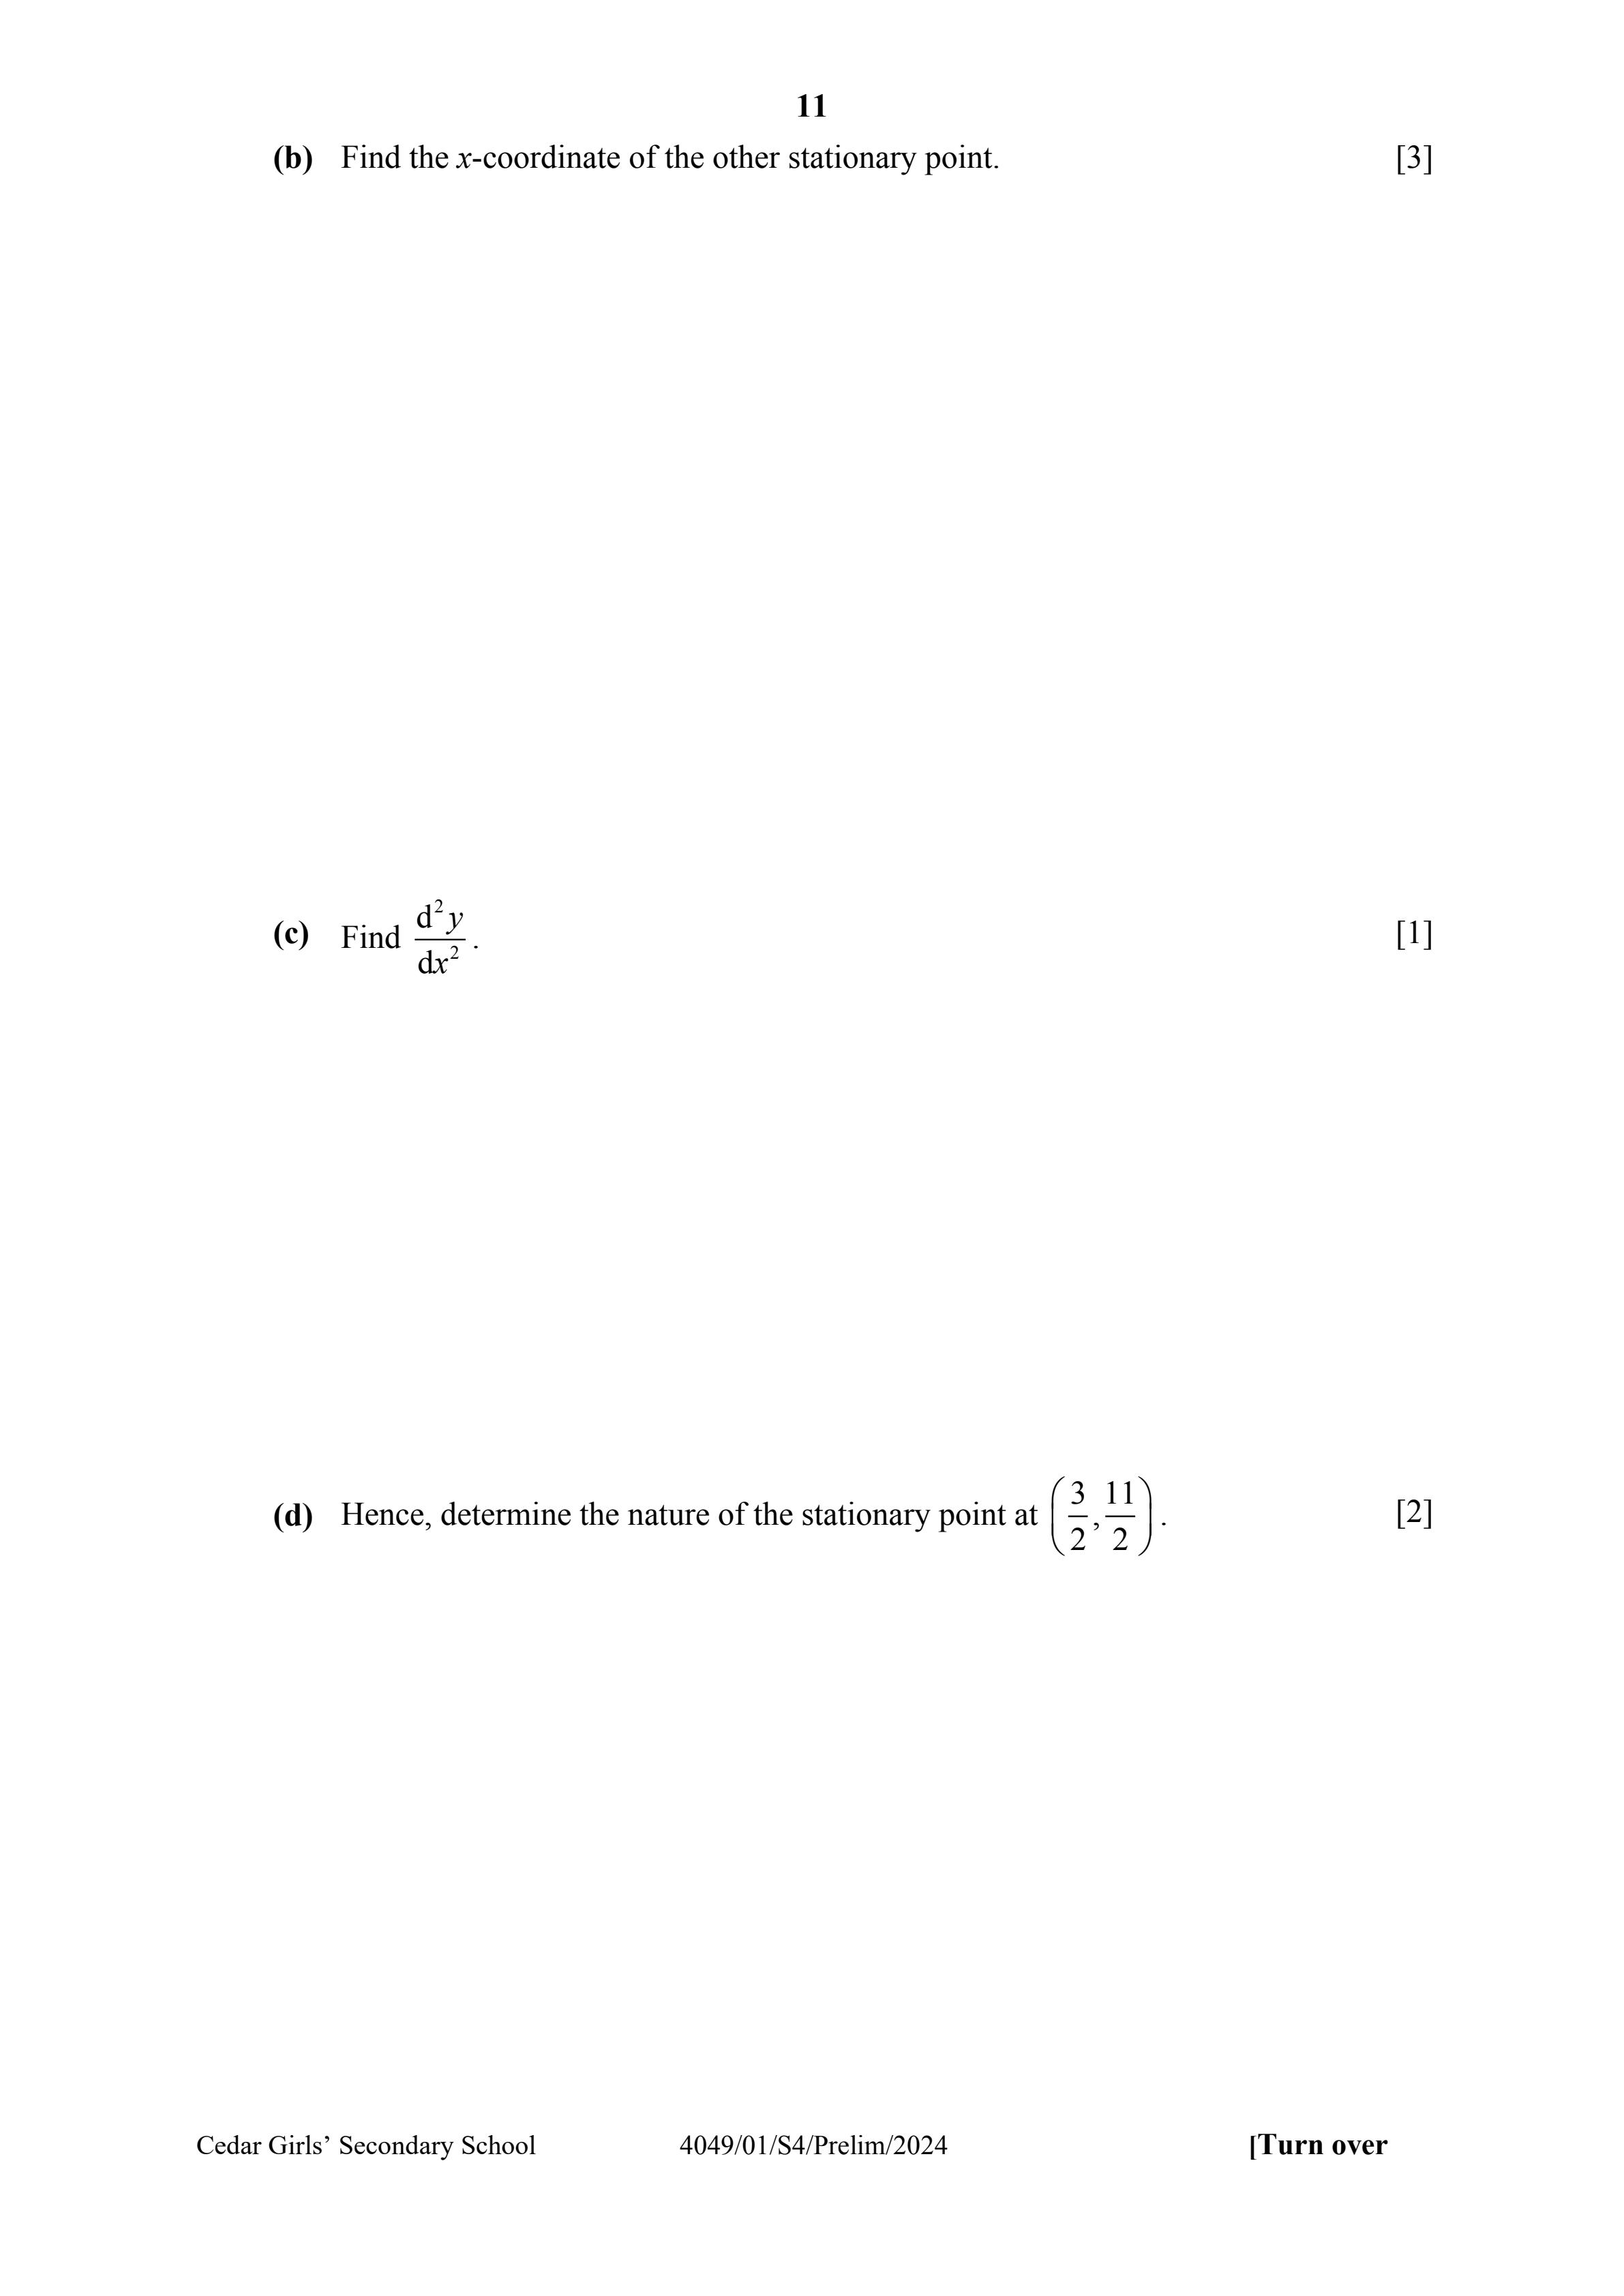 11
(b) Find the x-coordinate of the other stationary point. [3]
(c) Find \frac{d^2 y}{dx^2}. [1]
(d) Hence, determine the nature of the stationary point at \left(\frac{3}{2}, \frac{11}{2}\right). [2]
Cedar Girls’ Secondary School 4049/01/S4/Prelim/2024 [Turn over